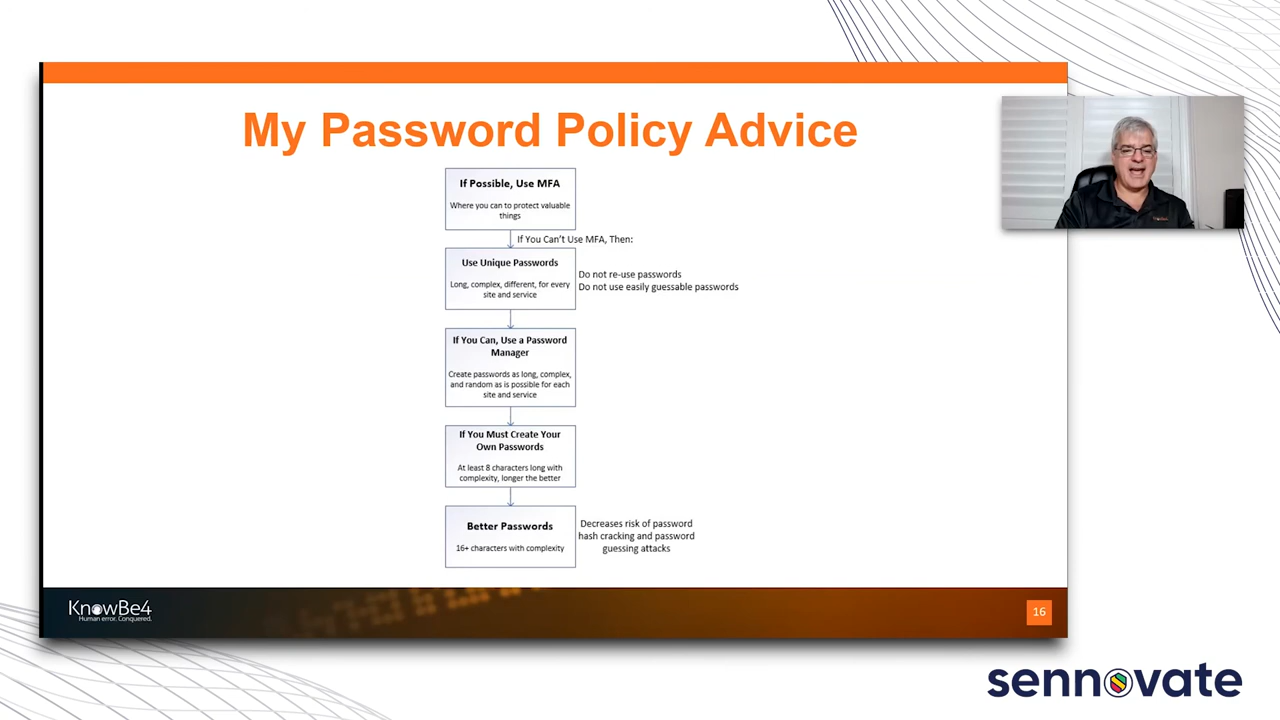 My Password Policy Advice
If Possible, Use MFA
Where you can to protect valuable
things
If You Can't Use MFA, Then:
Use Unique Passwords
Long, complex, different, for every
site and service
Do not re-use passwords
Do not use easily guessable passwords
If You Can, Use a Password
Manager
Create passwords as long, complex,
and random as is possible for each
site and service
If You Must Create Your
Own Passwords
At least 8 characters long with
complexity, longer the better
Better Passwords
16+ characters with complexity
Decreases risk of password
hash cracking and password
guessing attacks
KnowBe4
Human error. Conquered.
16
sennovate